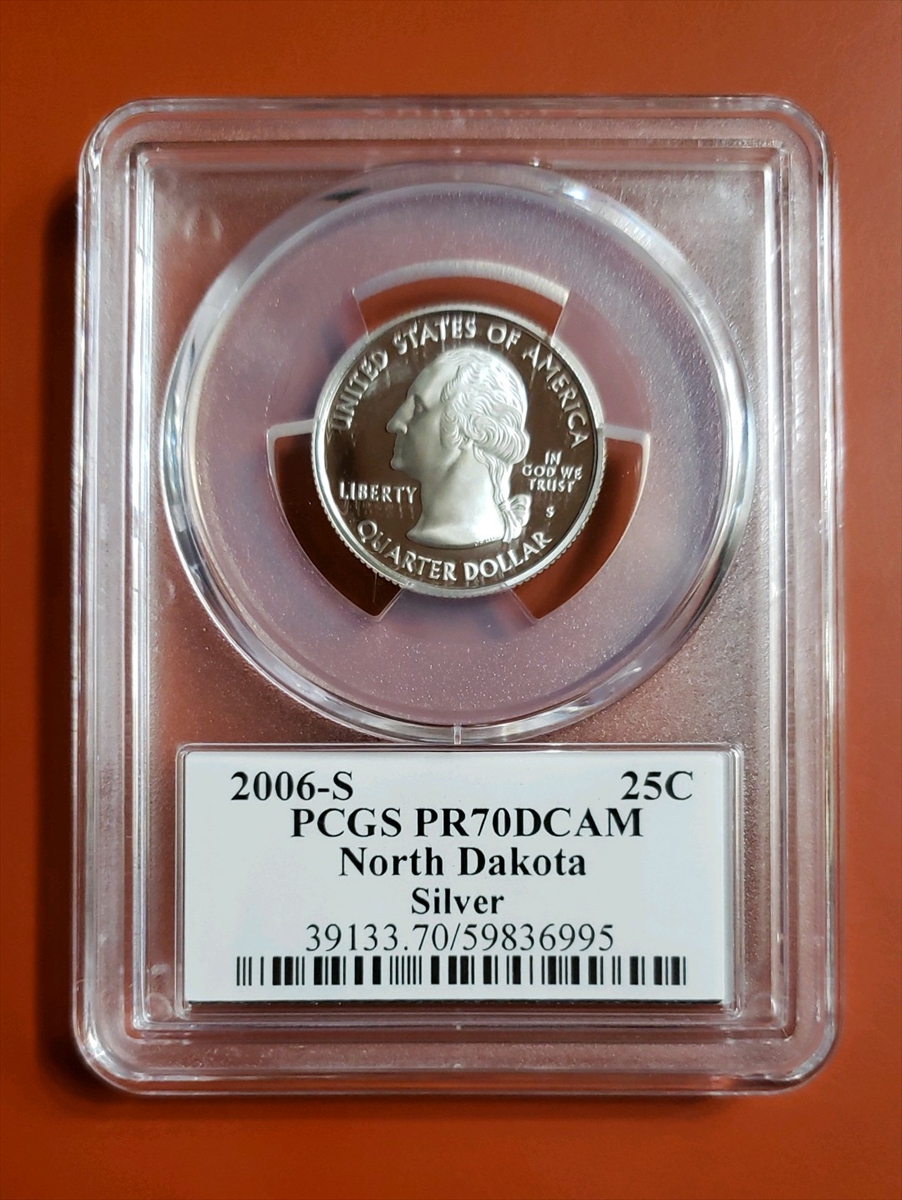 UNITED STATES OF AMERICA
IN
GOD WE
TRUST
LIBERTY
S
QUARTER DOLLAR
2006-S 25C
PCGS PR70DCAM
North Dakota
Silver
39133.70/59836995